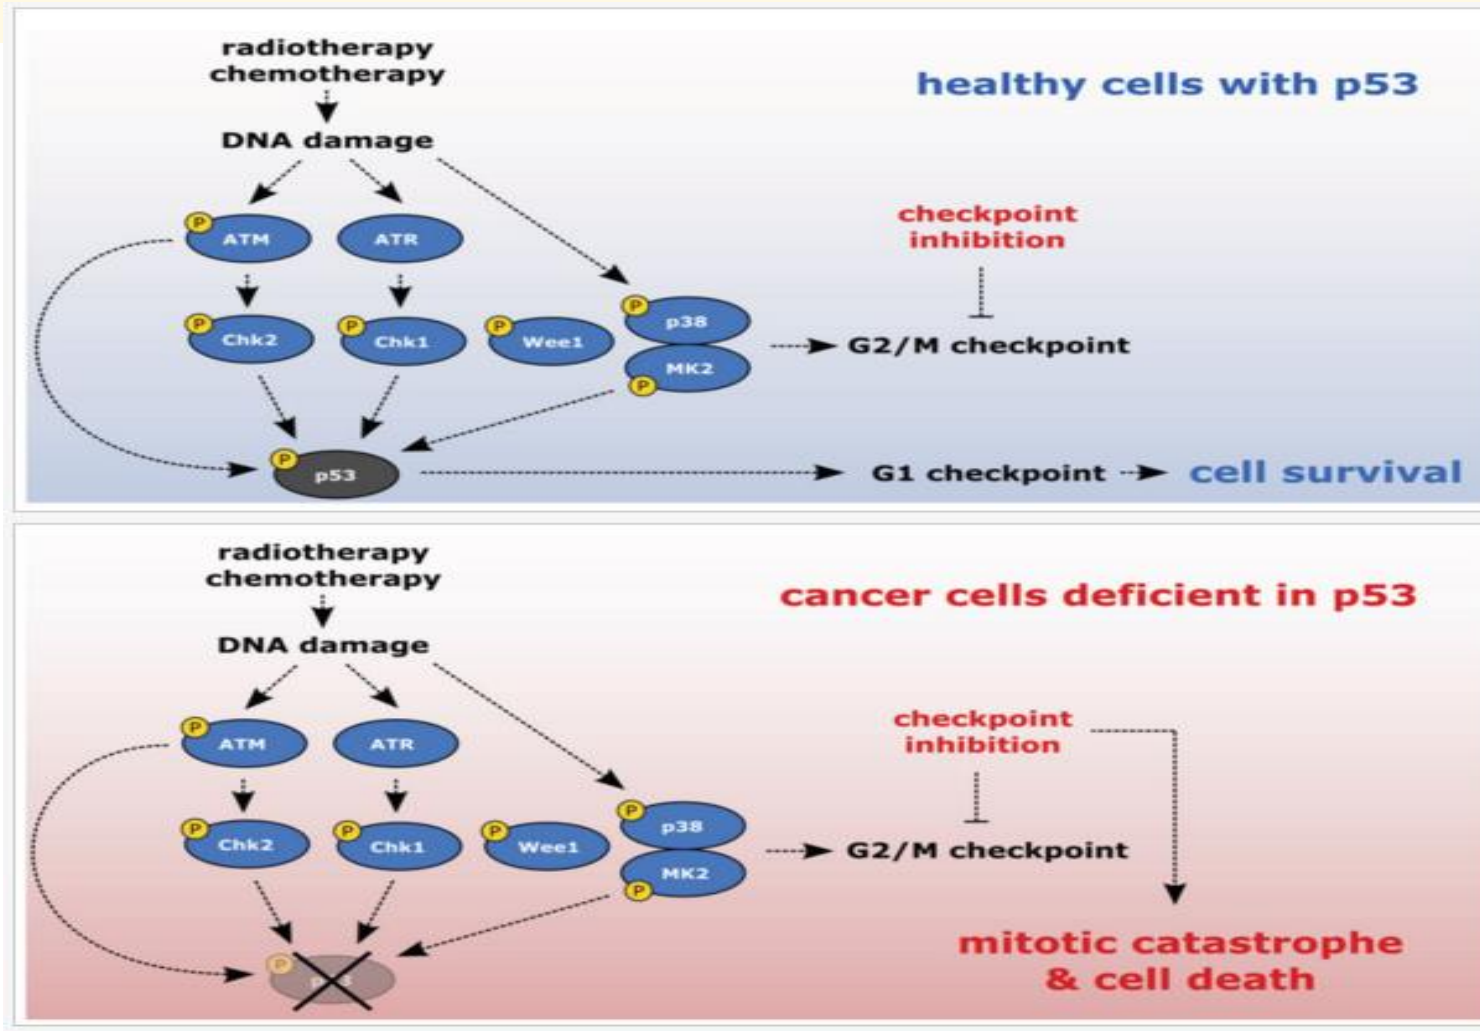 radiotherapy
chemotherapy
healthy cells with p53
DNA damage
checkpoint
inhibition
P
ATM
ATR
P
Chk2
P
Chk1
P
Wee1
P
p38
MK2
P
G2/M checkpoint
P
p53
G1 checkpoint
cell survival
radiotherapy
chemotherapy
cancer cells deficient in p53
DNA damage
checkpoint
inhibition
P
ATM
ATR
P
Chk2
P
Chk1
P
Wee1
P
p38
MK2
P
G2/M checkpoint
mitotic catastrophe
& cell death
P